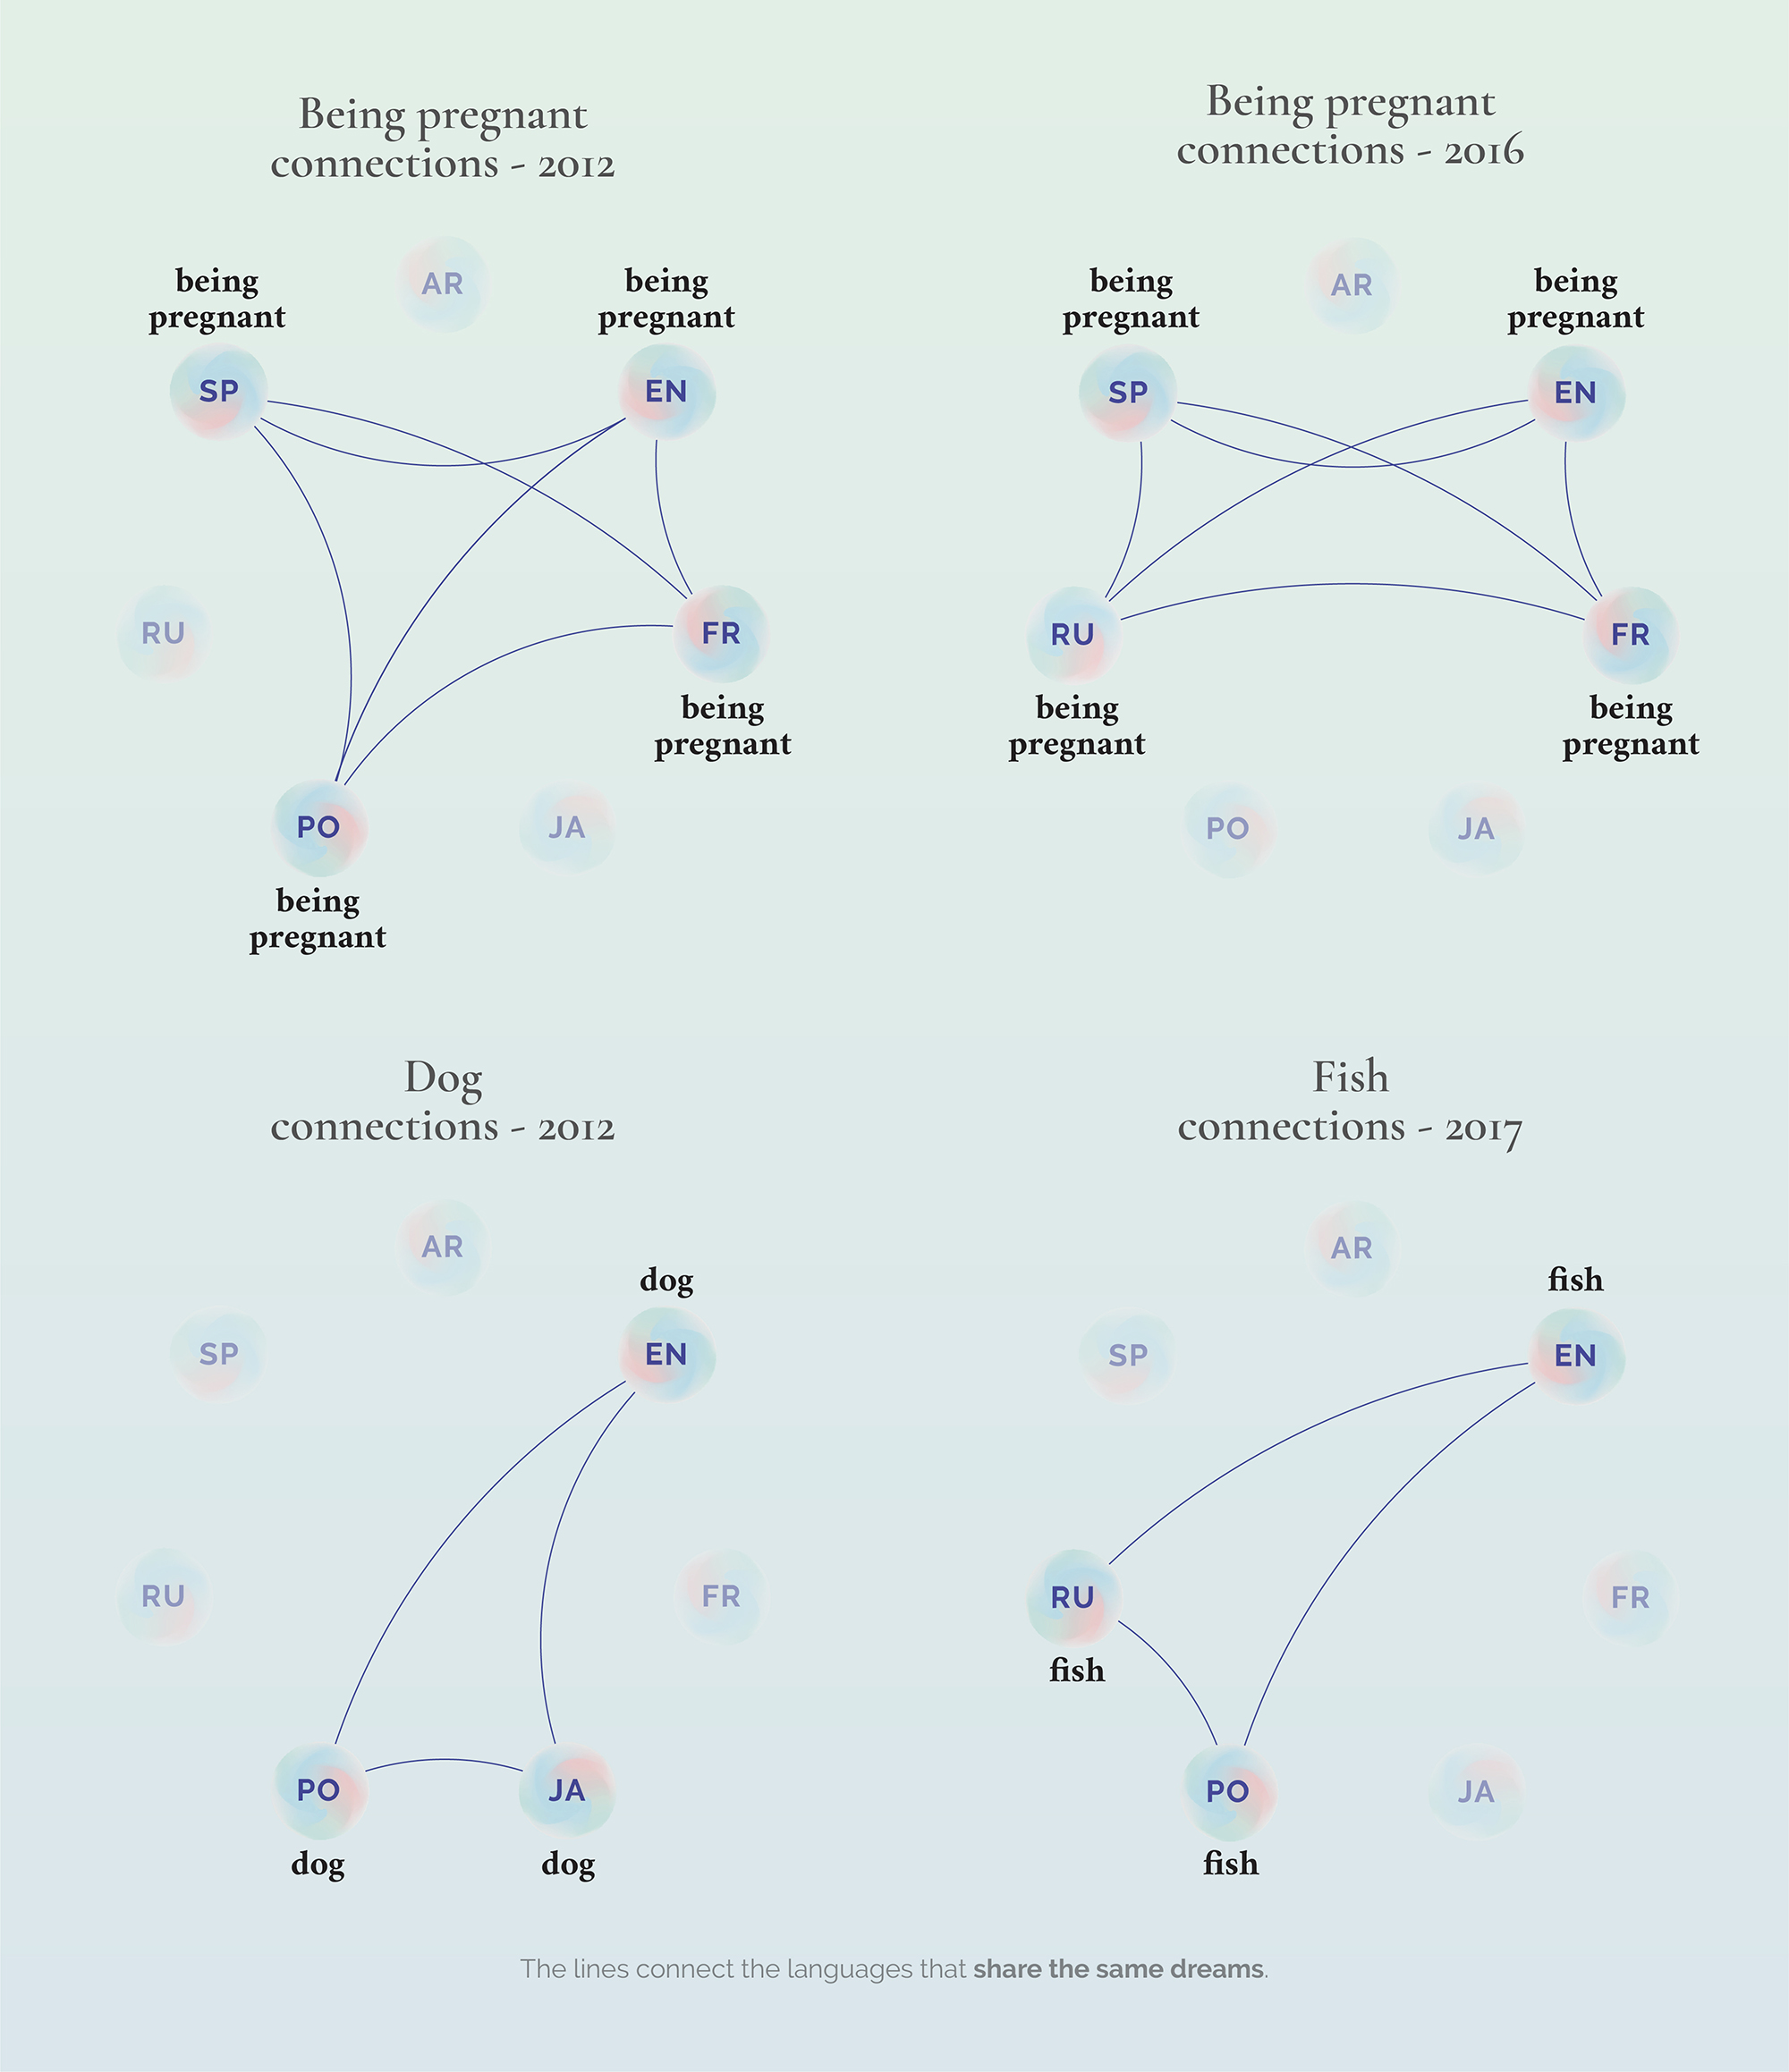 Being pregnant
connections - 2012
Being pregnant
connections - 2016
AR
being
pregnant
being
pregnant
SP
EN
RU
FR
being
pregnant
PO
JA
being
pregnant
AR
being
pregnant
being
pregnant
SP
EN
RU
FR
being
pregnant
being
pregnant
PO
JA
Dog
connections - 2012
Fish
connections - 2017
AR
dog
SP
EN
RU
FR
PO
JA
dog
dog
AR
fish
SP
EN
RU
FR
fish
PO
JA
fish
The lines connect the languages that share the same dreams.